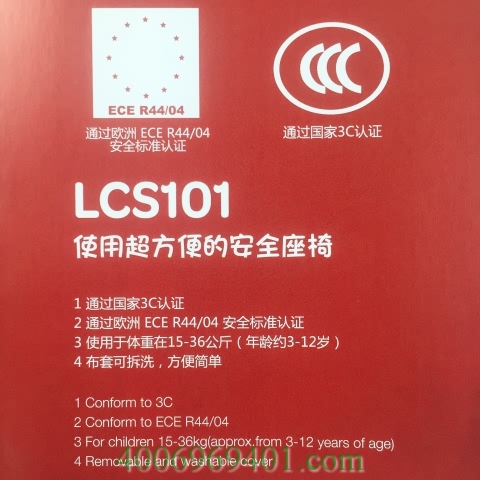 ECE R44/04
通过欧洲 ECE R44/04
安全标准认证
CCC
通过国家3C认证
LCS101
使用超方便的安全座椅
1 通过国家3C认证
2 通过欧洲 ECE R44/04 安全标准认证
3 使用于体重在15-36公斤（年龄约3-12岁）
4 布套可拆洗，方便简单
1 Conform to 3C
2 Conform to ECE R44/04
3 For children 15-36kg(approx.from 3-12 years of age)
4 Removable and washable cover
4006969401.com